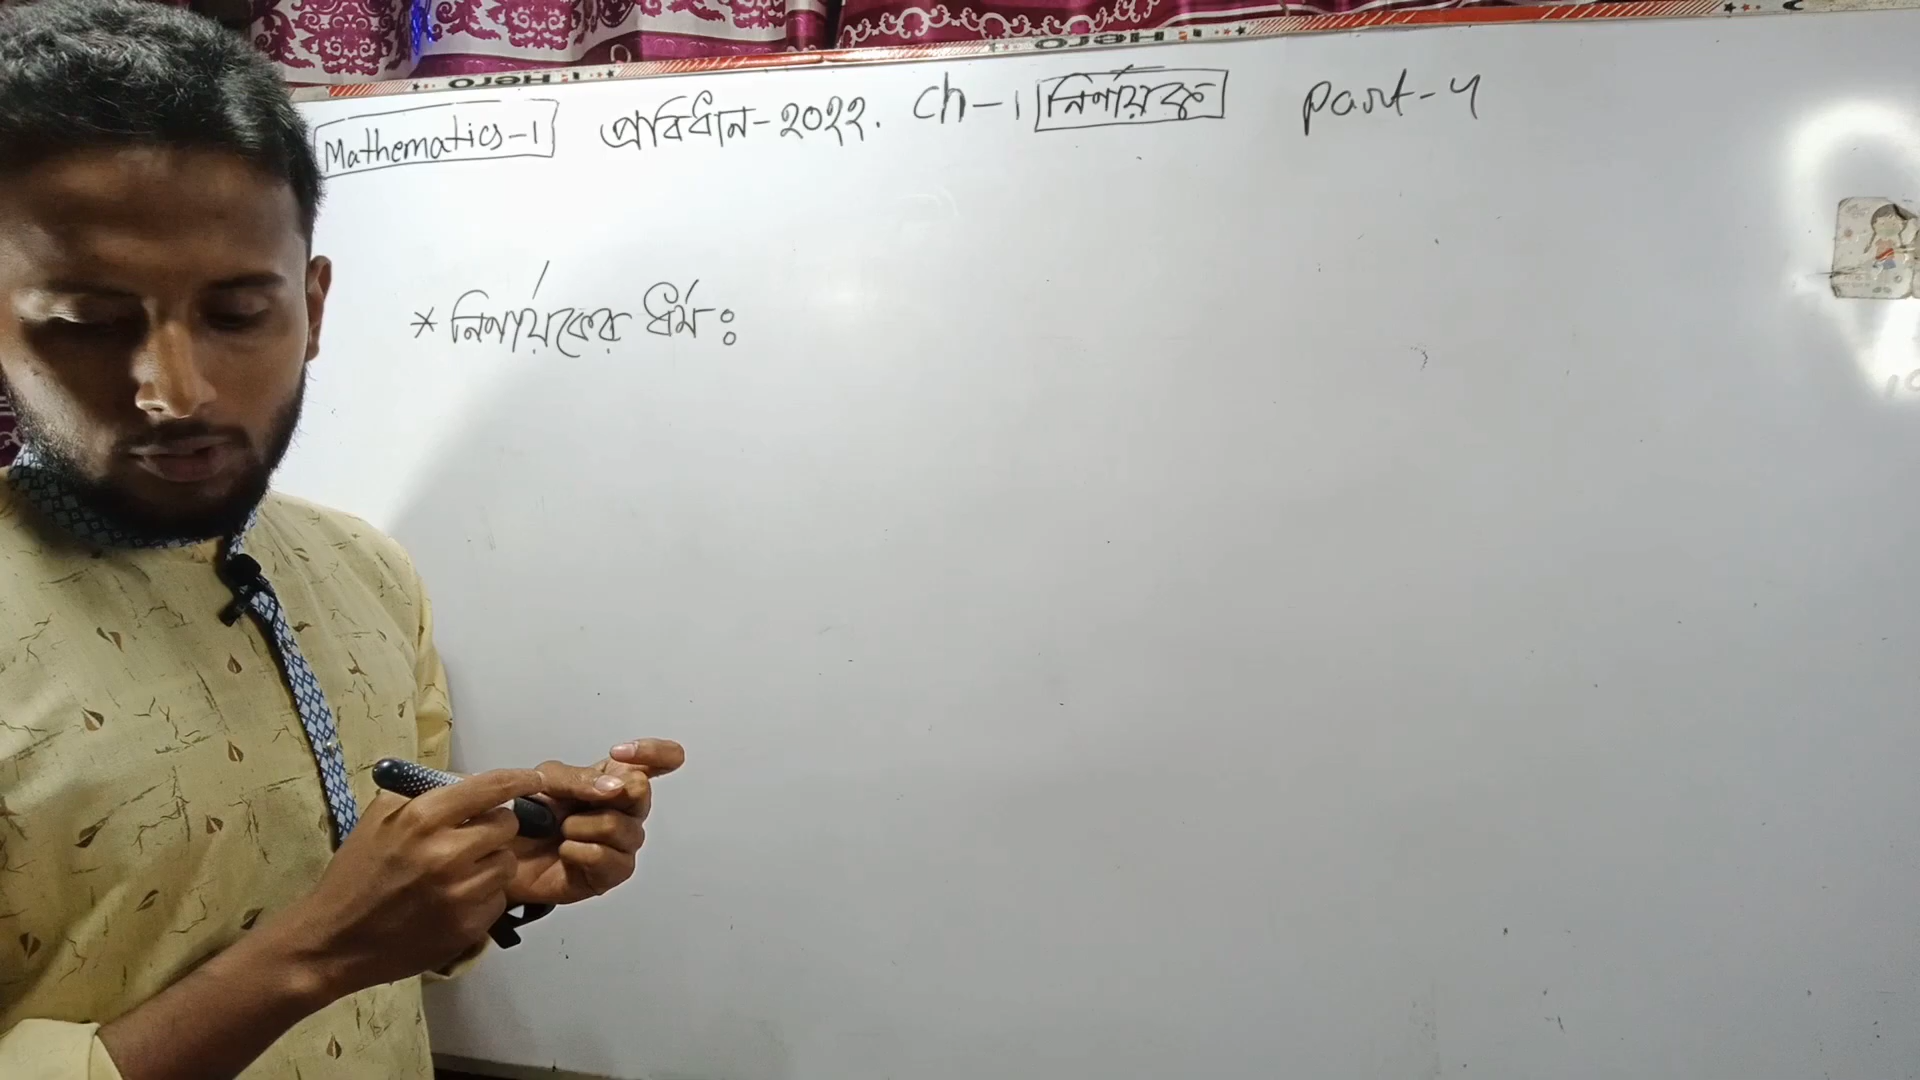 Mathematics-1 প্রবিধান-২০২২. Ch-1 নির্ণায়ক part-4
* নির্ণায়কের ধর্ম :